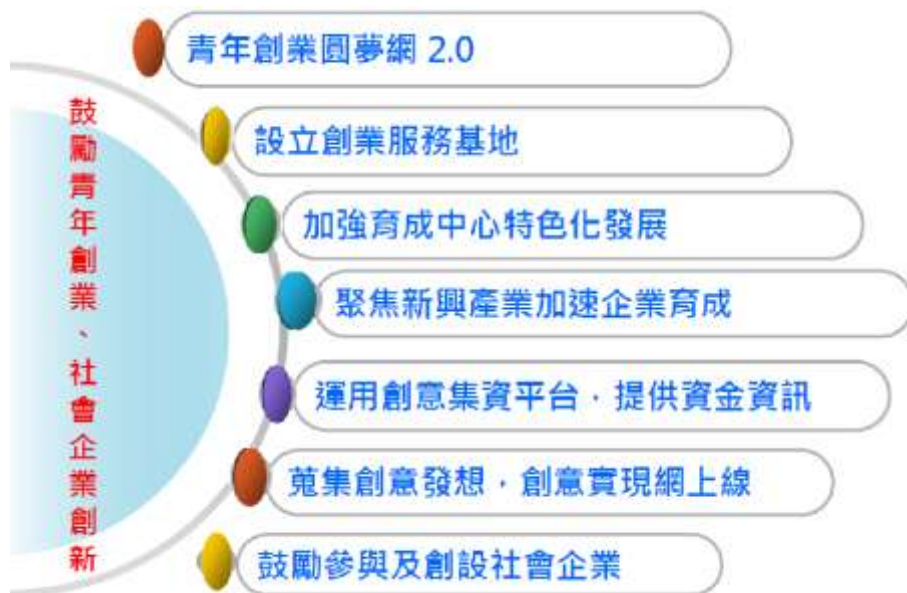 鼓勵青年創業、社會企業創新
青年創業圓夢網 2.0
設立創業服務基地
加強育成中心特色化發展
聚焦新興產業加速企業育成
運用創意集資平台，提供資金資訊
蒐集創意發想，創意實現網上線
鼓勵參與及創設社會企業